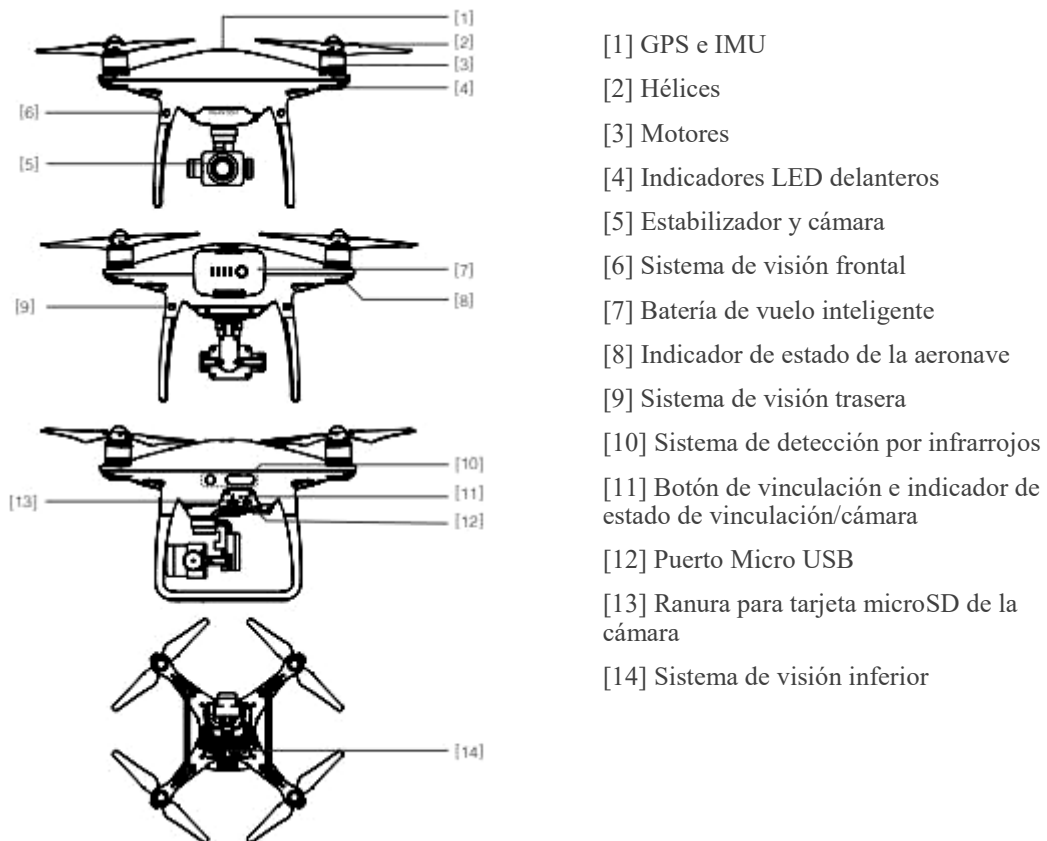 [1]
[2]
[3]
[4]
[6]
[5]
[7]
[8]
[9]
[10]
[11]
[13]
[12]
[14]
[1] GPS e IMU
[2] Hélices
[3] Motores
[4] Indicadores LED delanteros
[5] Estabilizador y cámara
[6] Sistema de visión frontal
[7] Batería de vuelo inteligente
[8] Indicador de estado de la aeronave
[9] Sistema de visión trasera
[10] Sistema de detección por infrarrojos
[11] Botón de vinculación e indicador de
estado de vinculación/cámara
[12] Puerto Micro USB
[13] Ranura para tarjeta microSD de la
cámara
[14] Sistema de visión inferior